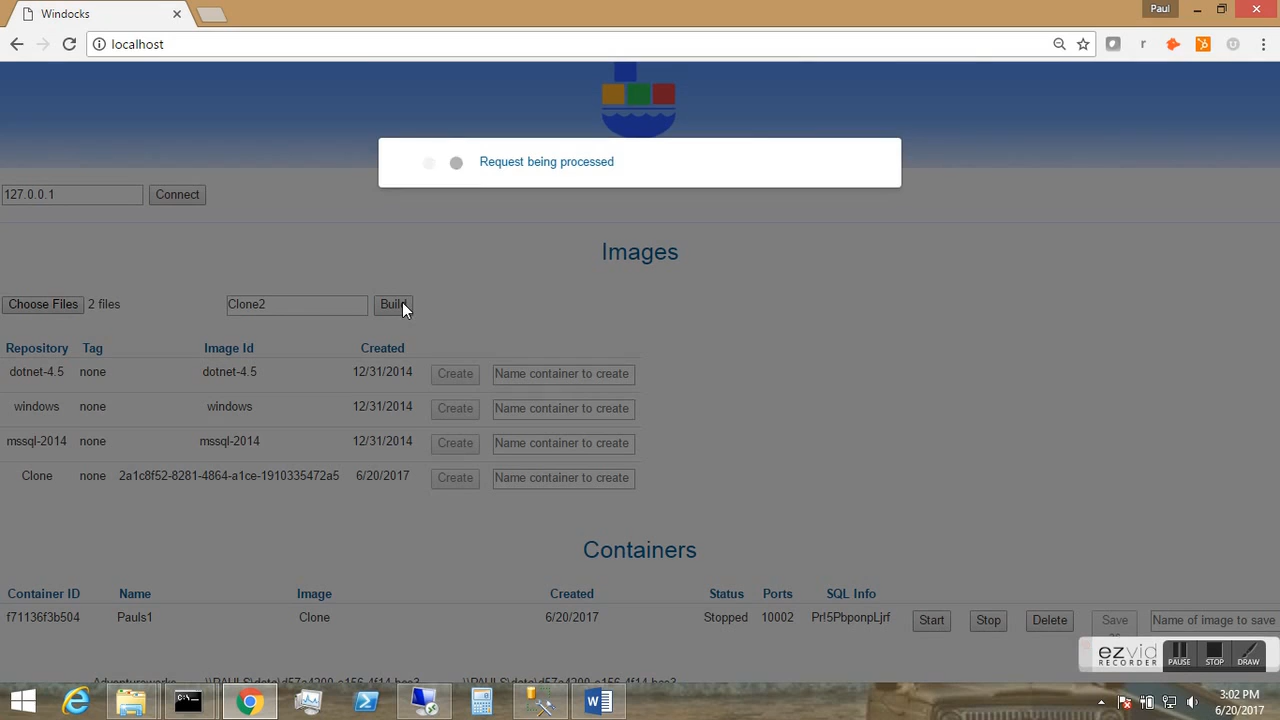 Windocks
Paul
localhost
r
Request being processed
127.0.0.1 Connect
Images
Choose Files 2 files Clone2 Build
Repository Tag Image Id Created
dotnet-4.5 none dotnet-4.5 12/31/2014 Create Name container to create
windows none windows 12/31/2014 Create Name container to create
mssql-2014 none mssql-2014 12/31/2014 Create Name container to create
Clone none 2a1c8f52-8281-4864-a1ce-1910335472a5 6/20/2017 Create Name container to create
Containers
Container ID Name Image Created Status Ports SQL Info
f71136f3b504 Pauls1 Clone 6/20/2017 Stopped 10002 Pr!5PbponpLjrf Start Stop Delete Save Name of image to save
ezvid
RECORDER
PAUSE STOP DRAW
3:02 PM
6/20/2017